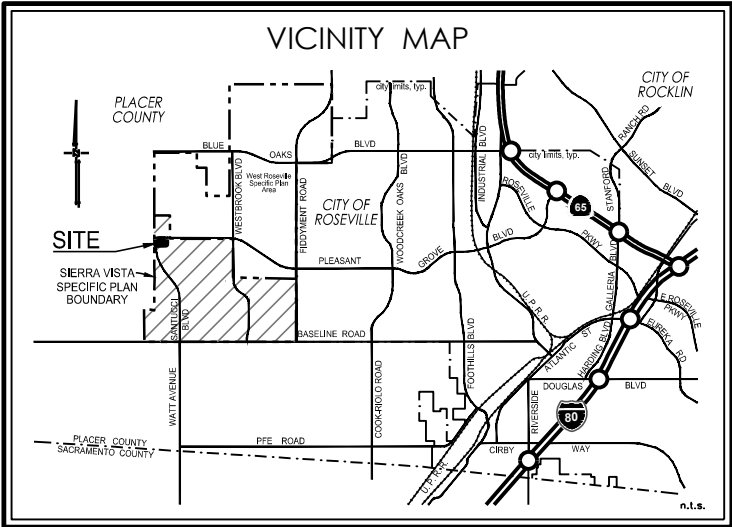 VICINITY MAP
PLACER
COUNTY
city limits, typ.
CITY OF
ROCKLIN
BLUE OAKS BLVD
West Roseville
Specific Plan
Area
WESTBROOK BLVD
FIDDYMENT ROAD
CITY OF
ROSEVILLE
WOODCREEK OAKS BLVD
INDUSTRIAL BLVD
city limits, typ.
RANCH RD
STANFORD
SUNSET BLVD
ROSEVILLE PKWY
65
SITE
PLEASANT GROVE BLVD
SIERRA VISTA
SPECIFIC PLAN
BOUNDARY
SANTUCCI
BLVD
BASELINE ROAD
U.P.R.R.
ATLANTIC ST
GALLERIA BLVD
E ROSEVILLE
PKWY
EUREKA RD
HARDING BLVD
FOOTHILLS BLVD
WATT AVENUE
COOK-RIOLO ROAD
DOUGLAS BLVD
RIVERSIDE
80
PLACER COUNTY
SACRAMENTO COUNTY
PFE ROAD
CIRBY WAY
U.P.R.R.
n.t.s.